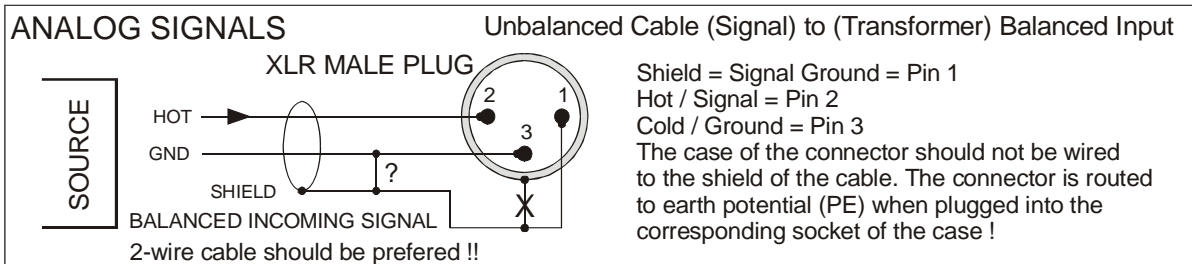 ANALOG SIGNALS
Unbalanced Cable (Signal) to (Transformer) Balanced Input
XLR MALE PLUG
SOURCE
HOT
GND
SHIELD
?
2
1
3
X
BALANCED INCOMING SIGNAL
2-wire cable should be prefered !!
Shield = Signal Ground = Pin 1
Hot / Signal = Pin 2
Cold / Ground = Pin 3
The case of the connector should not be wired
to the shield of the cable. The connector is routed
to earth potential (PE) when plugged into the
corresponding socket of the case !